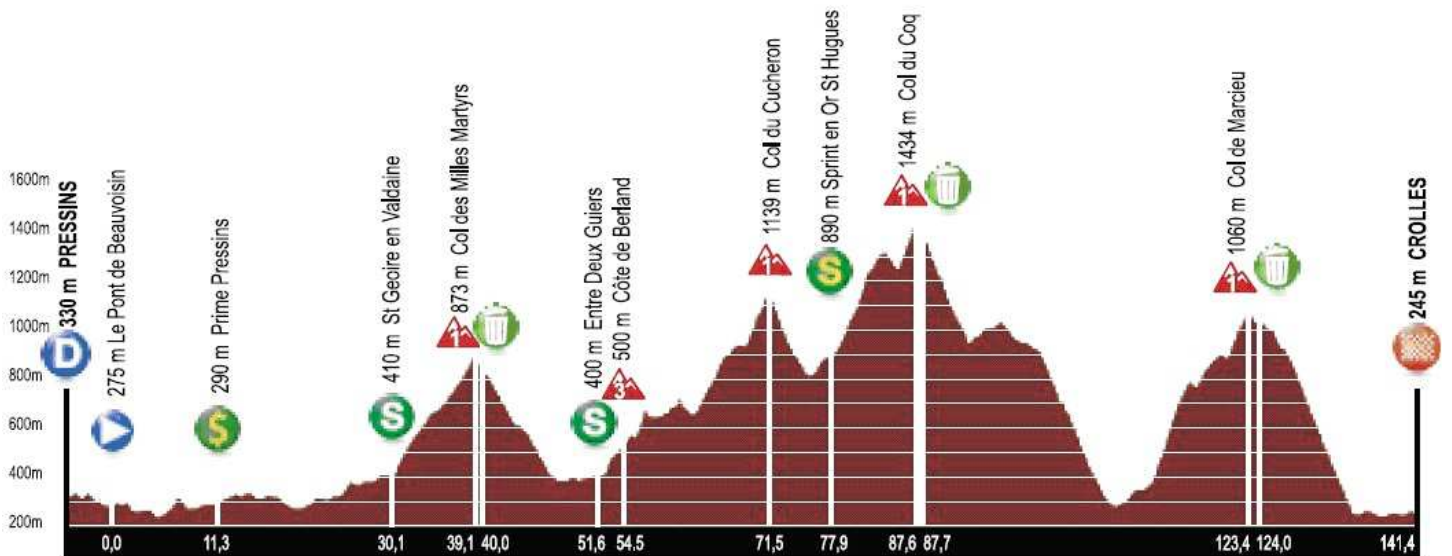 1600m
1400m
1200m
1000m
800m
600m
400m
200m
330 m PRESSINS
D
275 m Le Pont de Beauvoisin
290 m Prime Pressins
$
410 m St Geoire en Valdaine
S
873 m Col des Milles Martyrs
1
400 m Entre Deux Guiers
S
500 m Côte de Berland
3
1139 m Col du Cucheron
1
890 m Sprint en Or St Hugues
S
1434 m Col du Coq
1
1060 m Col de Marcieu
1
245 m CROLLES
0,0 11,3 30,1 39,1 40,0 51,6 54.5 71,5 77,9 87,6 87,7 123,4 124,0 141,4